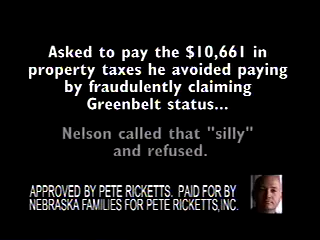 Asked to pay the $10,661 in
property taxes he avoided paying
by fraudulently claiming
Greenbelt status...
Nelson called that "silly"
and refused.
APPROVED BY PETE RICKETTS. PAID FOR BY
NEBRASKA FAMILIES FOR PETE RICKETTS,INC.